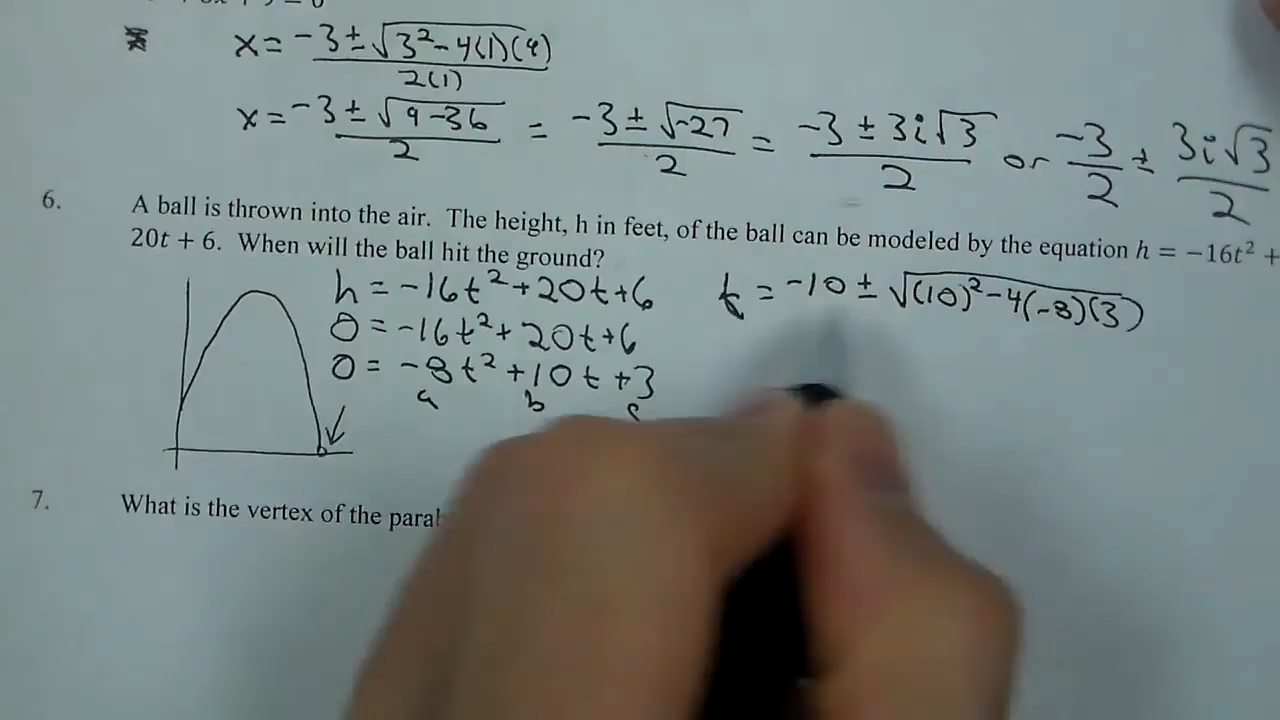 x = -3 ± √(3² - 4(1)(9)) / 2(1)
x = -3 ± √(9 - 36) / 2 = -3 ± √(-27) / 2 = -3 ± 3i√3 / 2 or -3/2 ± 3i√3 / 2
6. A ball is thrown into the air. The height, h in feet, of the ball can be modeled by the equation h = −16t² +
20t + 6. When will the ball hit the ground?
h = -16t² + 20t + 6
0 = -16t² + 20t + 6
0 = -8t² + 10t + 3
a b c
t = -10 ± √((10)² - 4(-8)(3))
7. What is the vertex of the